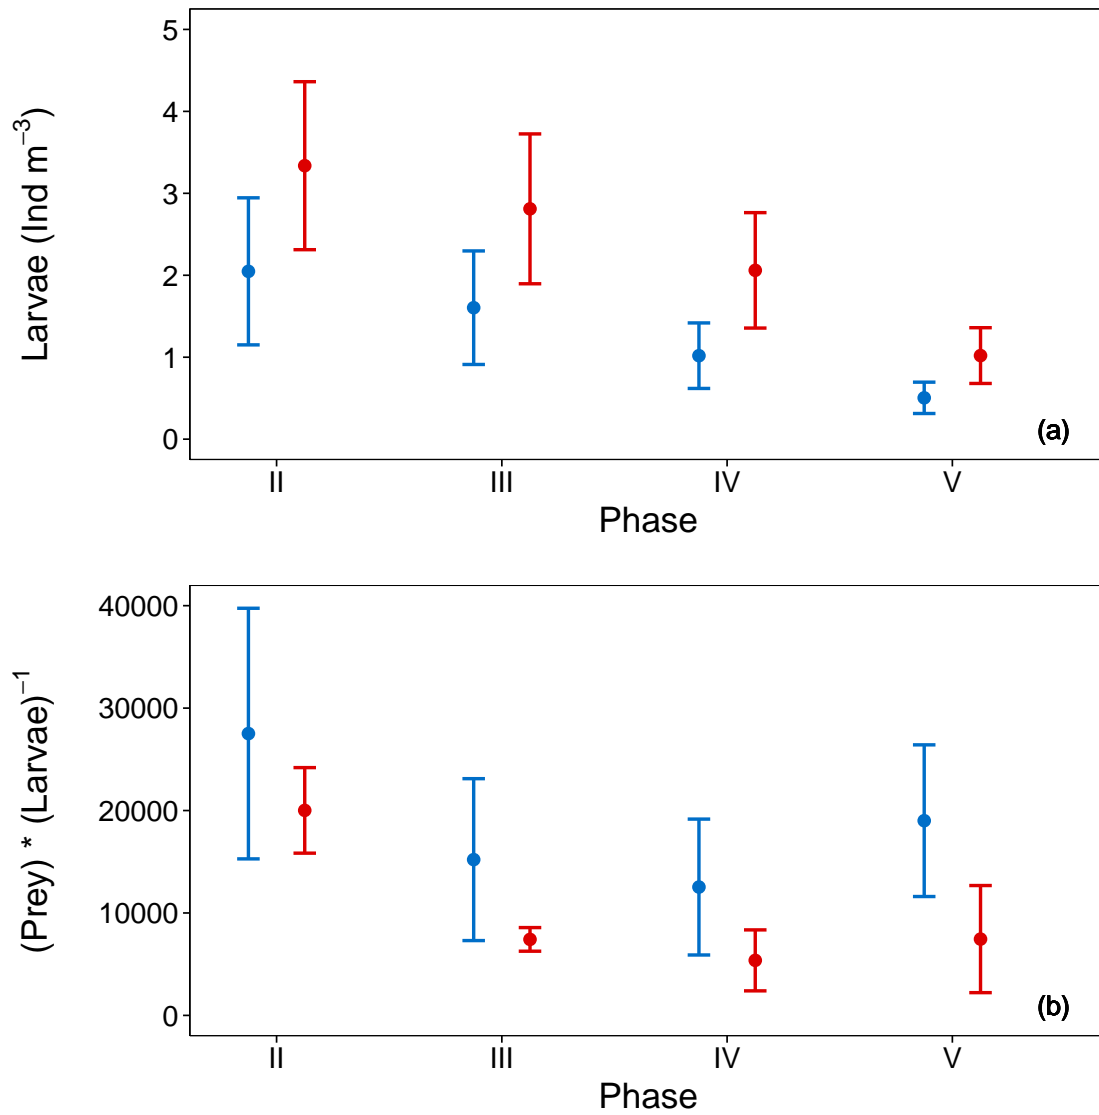 Larvae (Ind m⁻³)
5
4
3
2
1
0
(a)
II III IV V
Phase
(Prey) * (Larvae)⁻¹
40000
30000
20000
10000
0
(b)
II III IV V
Phase